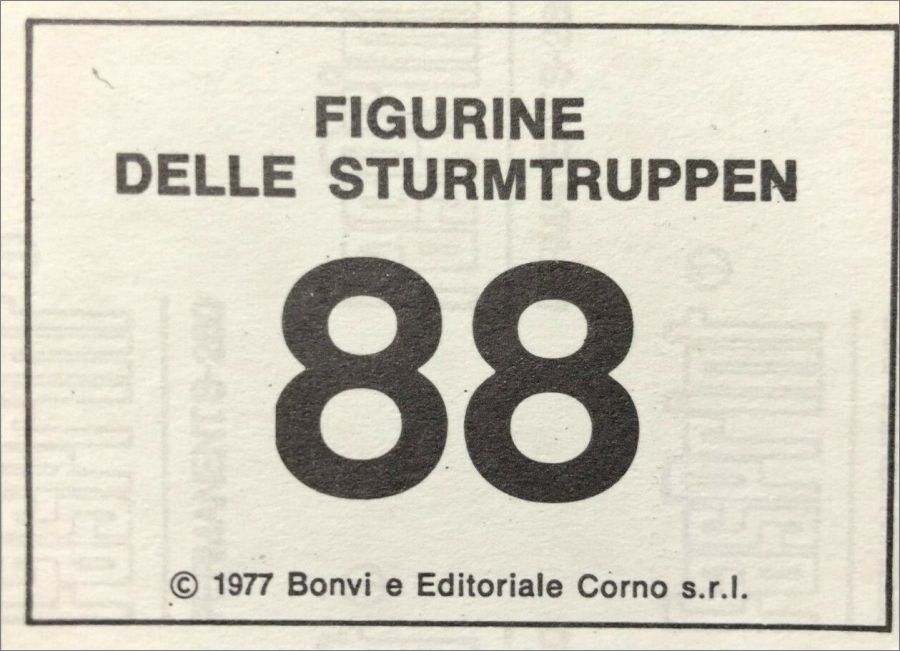 FIGURINE
DELLE STURMTRUPPEN
88
© 1977 Bonvi e Editoriale Corno s.r.l.